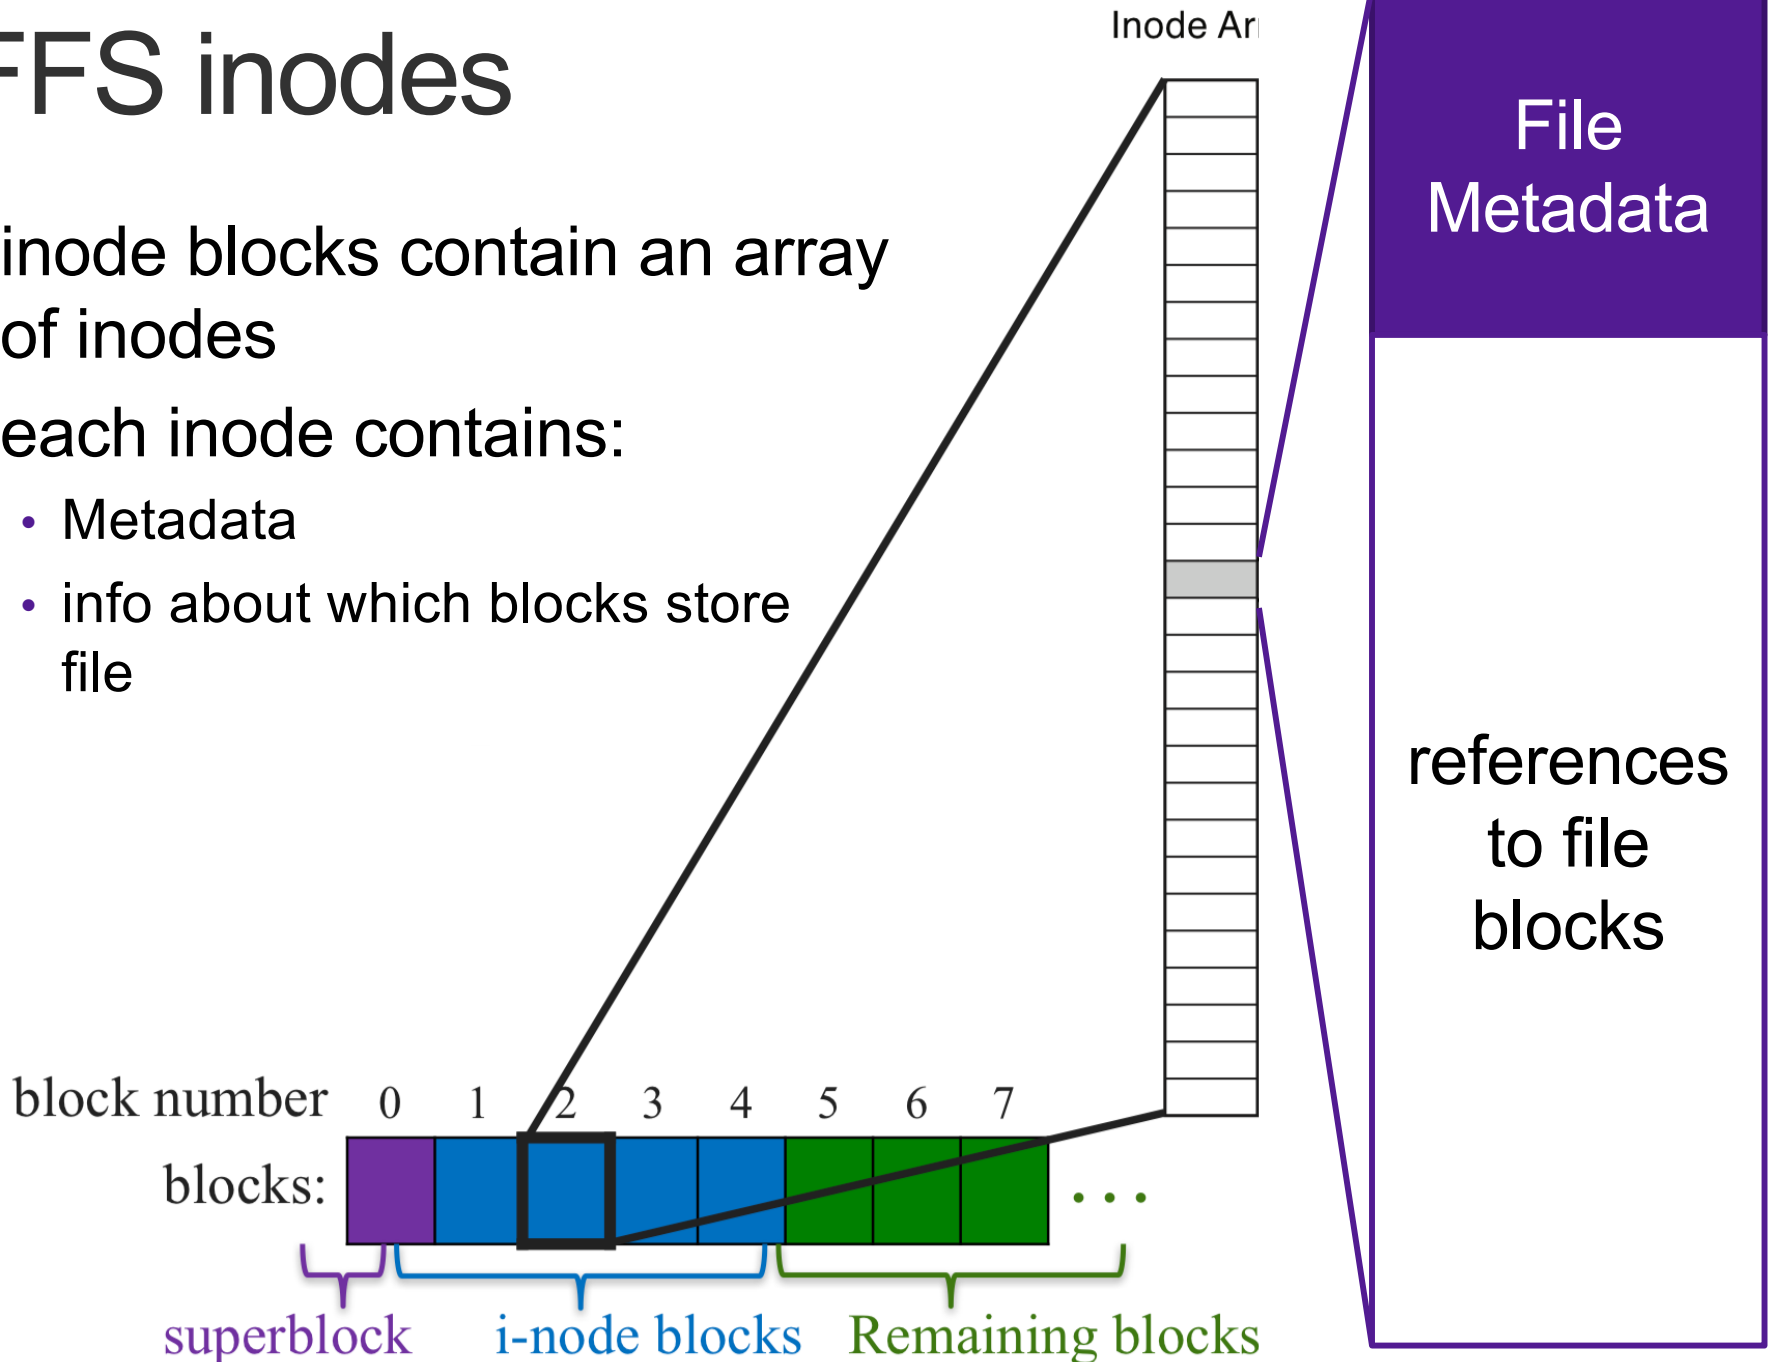 FFS inodes
Inode Ar
inode blocks contain an array
of inodes
each inode contains:
• Metadata
• info about which blocks store
file
File
Metadata
references
to file
blocks
block number 0 1 2 3 4 5 6 7
blocks: ...
superblock i-node blocks Remaining blocks